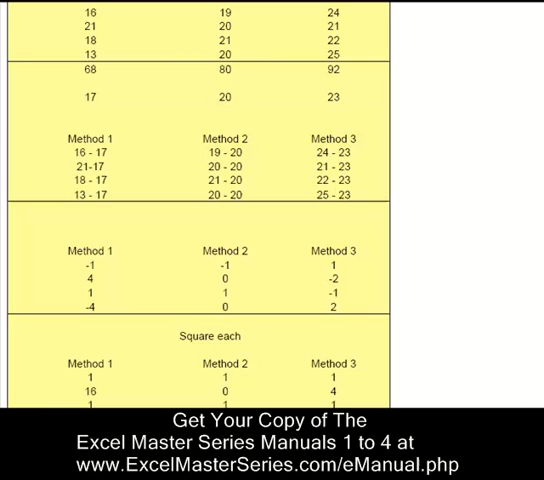 16 19 24
21 20 21
18 21 22
13 20 25
68 80 92
17 20 23
Method 1 Method 2 Method 3
16 - 17 19 - 20 24 - 23
21-17 20 - 20 21 - 23
18 - 17 21 - 20 22 - 23
13 - 17 20 - 20 25 - 23
Method 1 Method 2 Method 3
-1 -1 1
4 0 -2
1 1 -1
-4 0 2
Square each
Method 1 Method 2 Method 3
1 1 1
16 0 4
1 1 1
Get Your Copy of The
Excel Master Series Manuals 1 to 4 at
www.ExcelMasterSeries.com/eManual.php